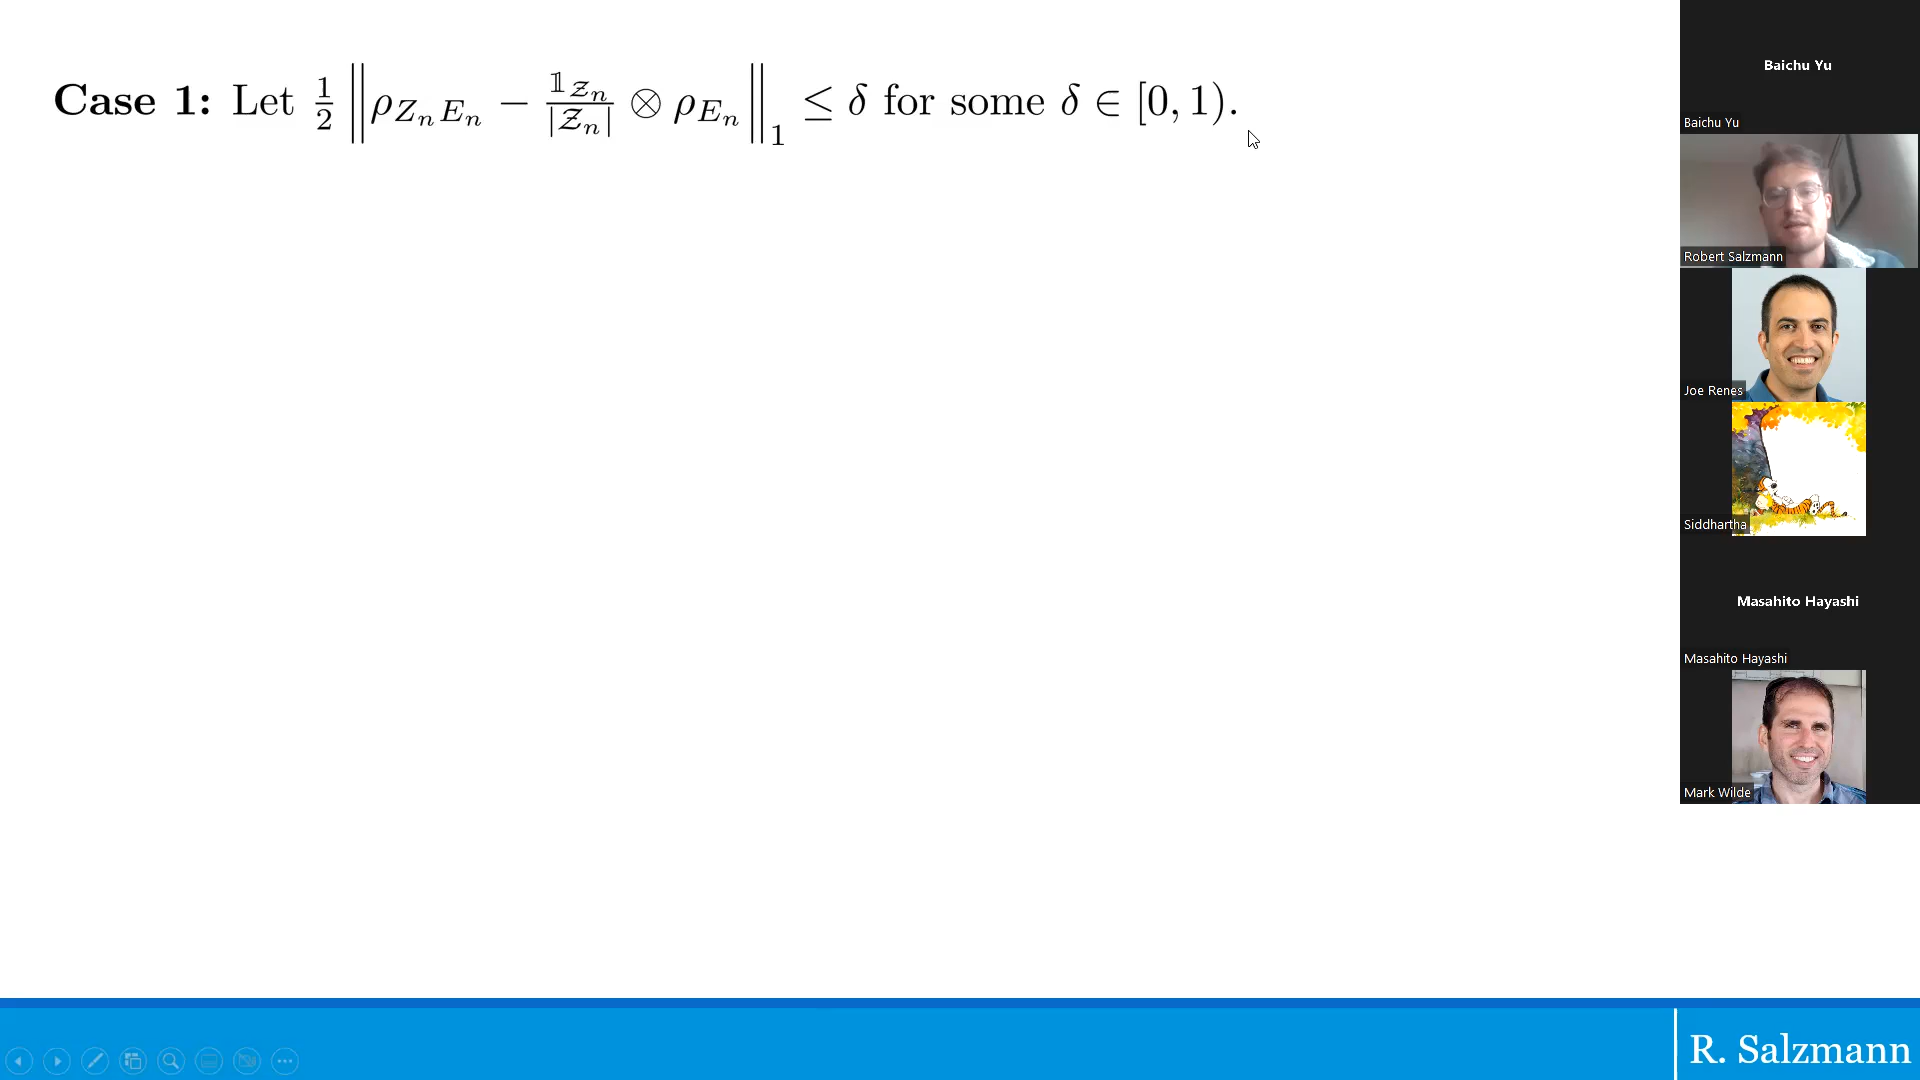 Case 1: Let 1/2 ‖ρ_{Z_n E_n} − 𝟙_{𝒵_n}/|𝒵_n| ⊗ ρ_{E_n}‖_1 ≤ δ for some δ ∈ [0, 1).
Baichu Yu
Baichu Yu
Robert Salzmann
Joe Renes
Siddhartha
Masahito Hayashi
Masahito Hayashi
Mark Wilde
R. Salzmann